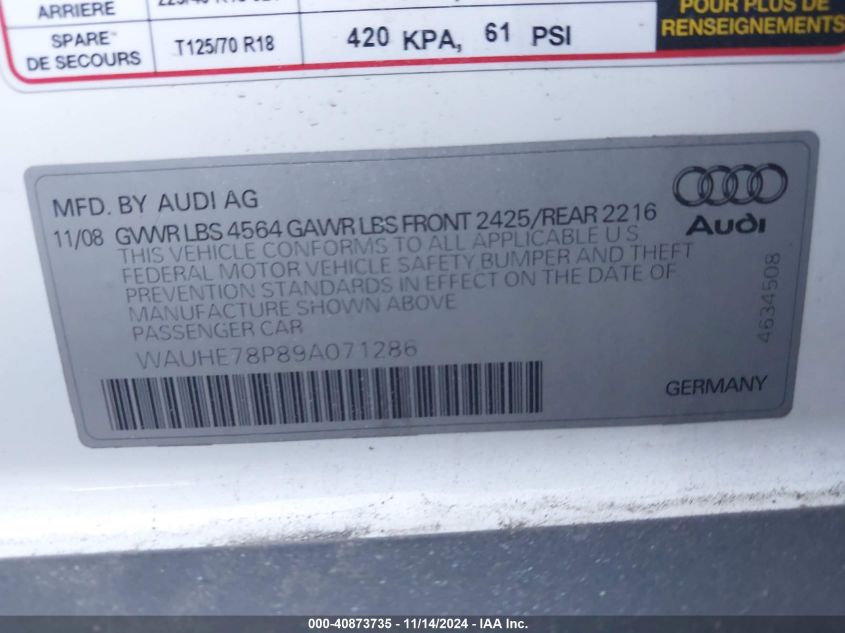 ARRIERE
SPARE T125/70 R18 420 KPA, 61 PSI
DE SECOURS
POUR PLUS DE
RENSEIGNEMENTS
MFD. BY AUDI AG
11/08 GVWR LBS 4564 GAWR LBS FRONT 2425/REAR 2216
THIS VEHICLE CONFORMS TO ALL APPLICABLE U S
FEDERAL MOTOR VEHICLE SAFETY BUMPER AND THEFT
PREVENTION STANDARDS IN EFFECT ON THE DATE OF
MANUFACTURE SHOWN ABOVE
PASSENGER CAR
WAUHE78P89A071286
Audi
4634508
GERMANY
000-40873735 - 11/14/2024 - IAA Inc.